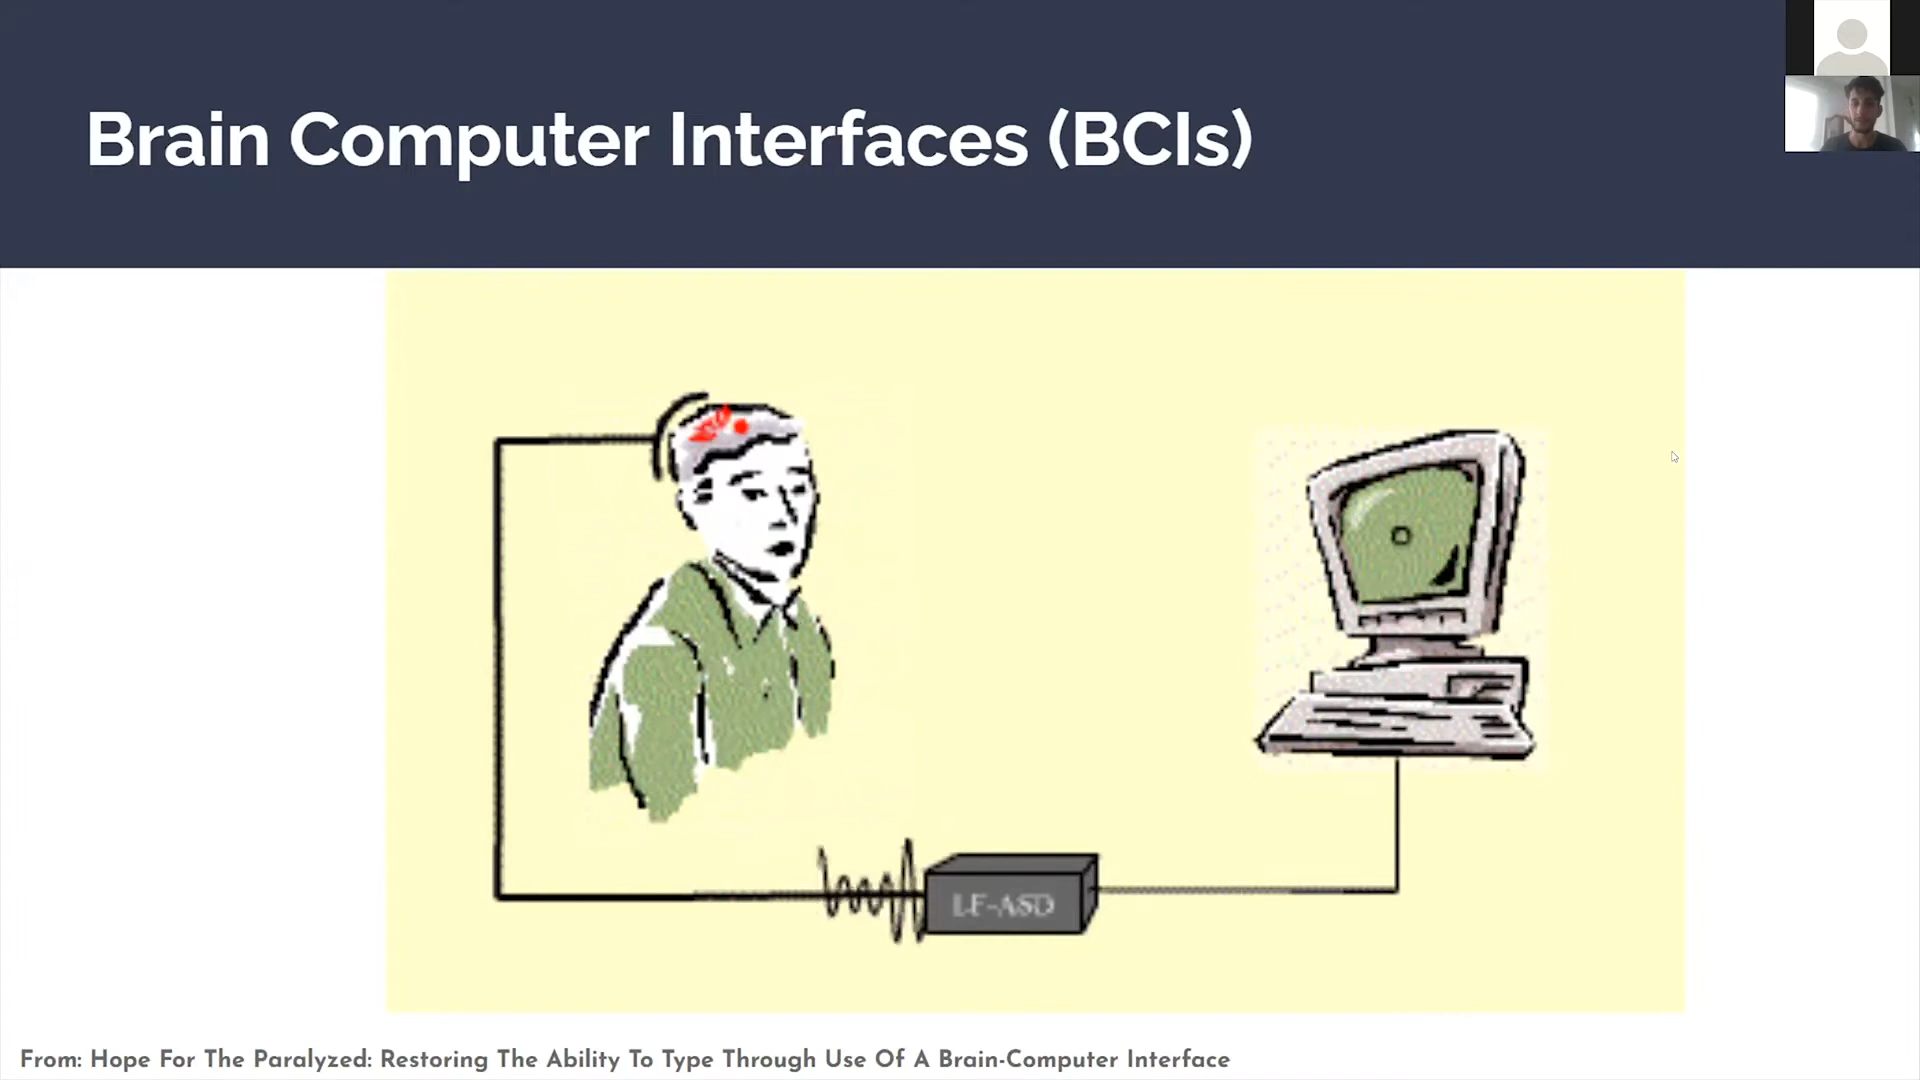 Brain Computer Interfaces (BCIs)
LF-ASD
From: Hope For The Paralyzed: Restoring The Ability To Type Through Use Of A Brain-Computer Interface